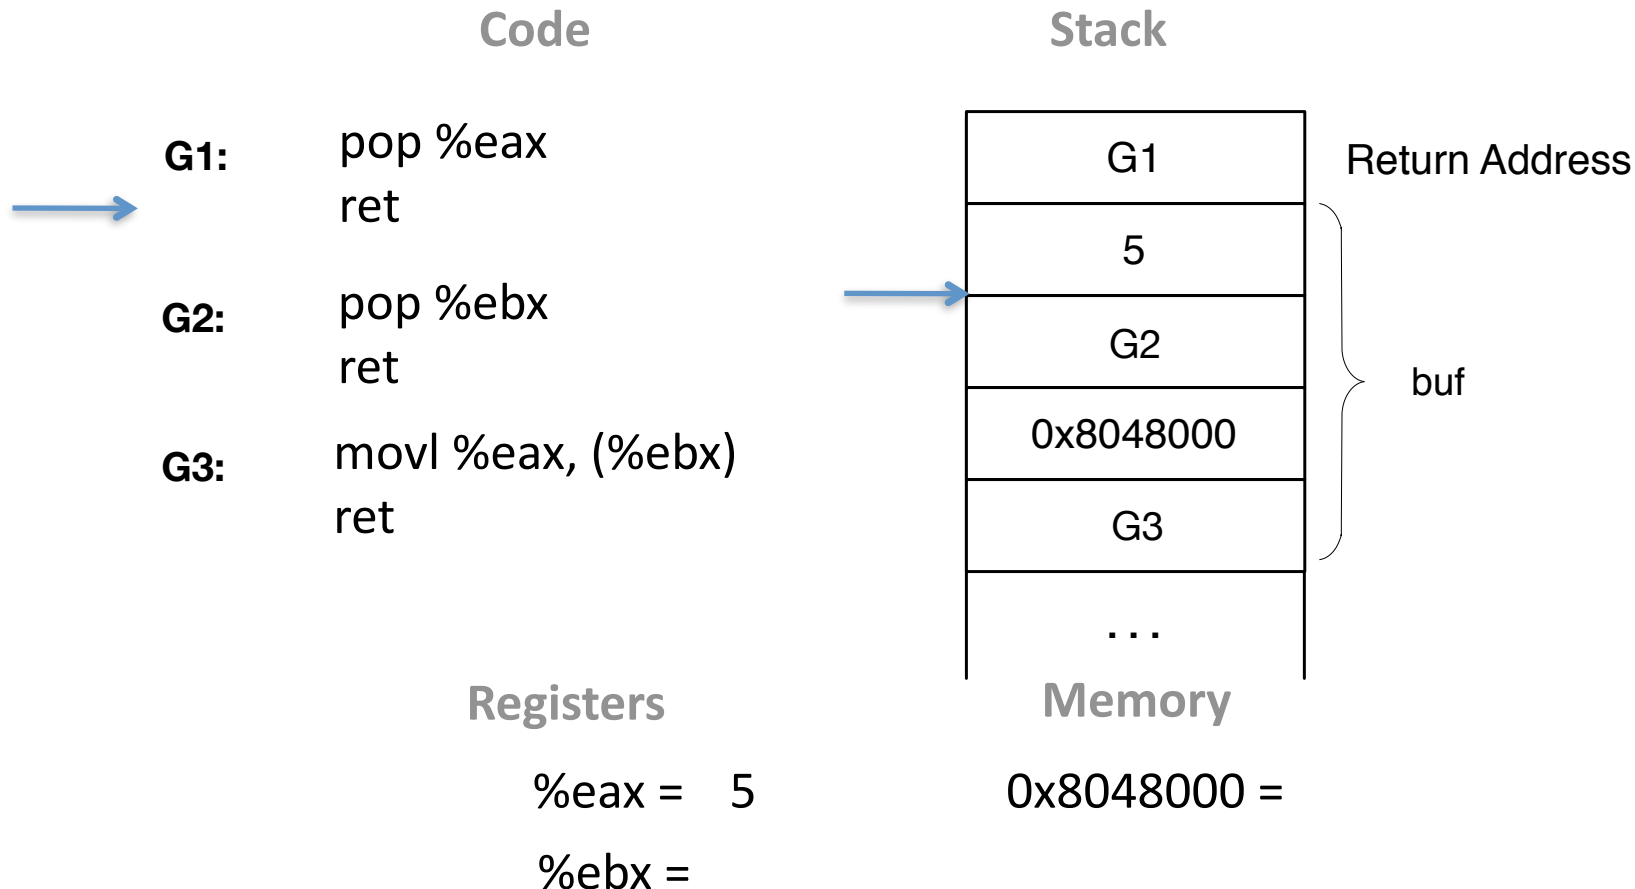 Code
Stack
G1:
pop %eax
ret
G2:
pop %ebx
ret
G3:
movl %eax, (%ebx)
ret
G1
Return Address
5
G2
0x8048000
G3
buf
...
Registers
%eax = 5
%ebx =
Memory
0x8048000 =